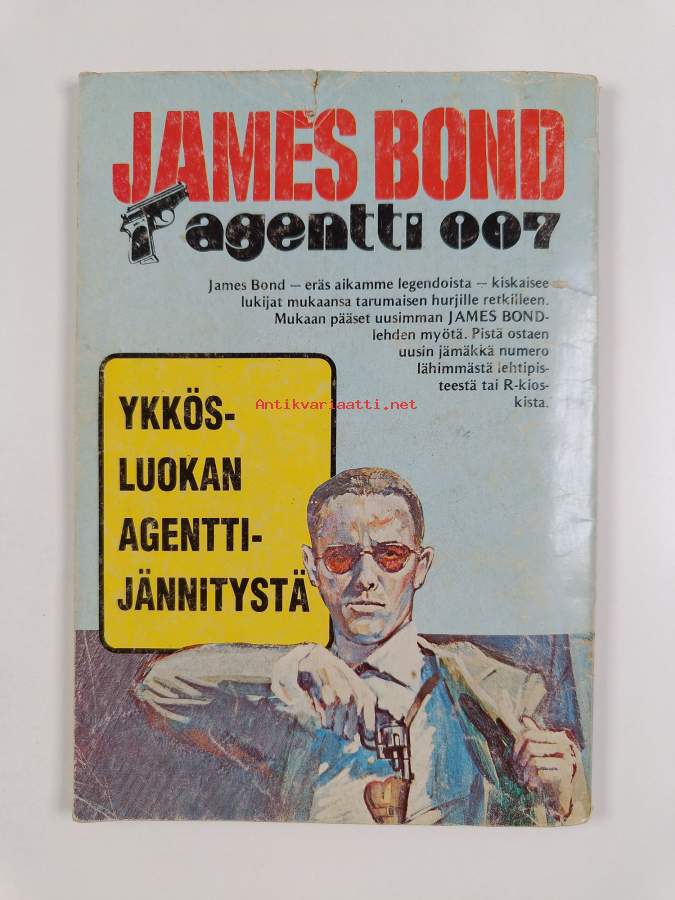 JAMES BOND
agentti 007
James Bond — eräs aikamme legendoista — kiskaisee
lukijat mukaansa tarumaisen hurjille retkilleen.
Mukaan pääset uusimman JAMES BOND-
lehden myötä. Pistä ostaen
uusin jämäkkä numero
lähimmästä lehtipis-
teestä tai R-kios-
kista.
Antikvariaatti.net
YKKÖS-
LUOKAN
AGENTTI-
JÄNNITYSTÄ